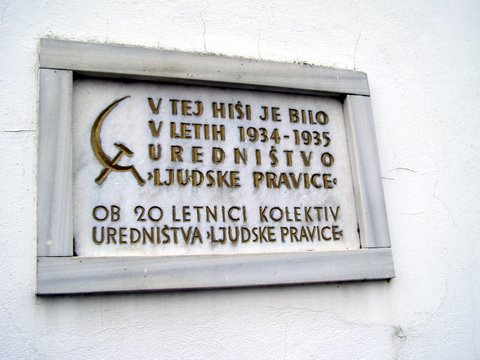 V TEJ HIŠI JE BILO
V LETIH 1934-1935
UREDNIŠTVO
›LJUDSKE PRAVICE‹
OB 20 LETNICI KOLEKTIV
UREDNIŠTVA ›LJUDSKE PRAVICE‹